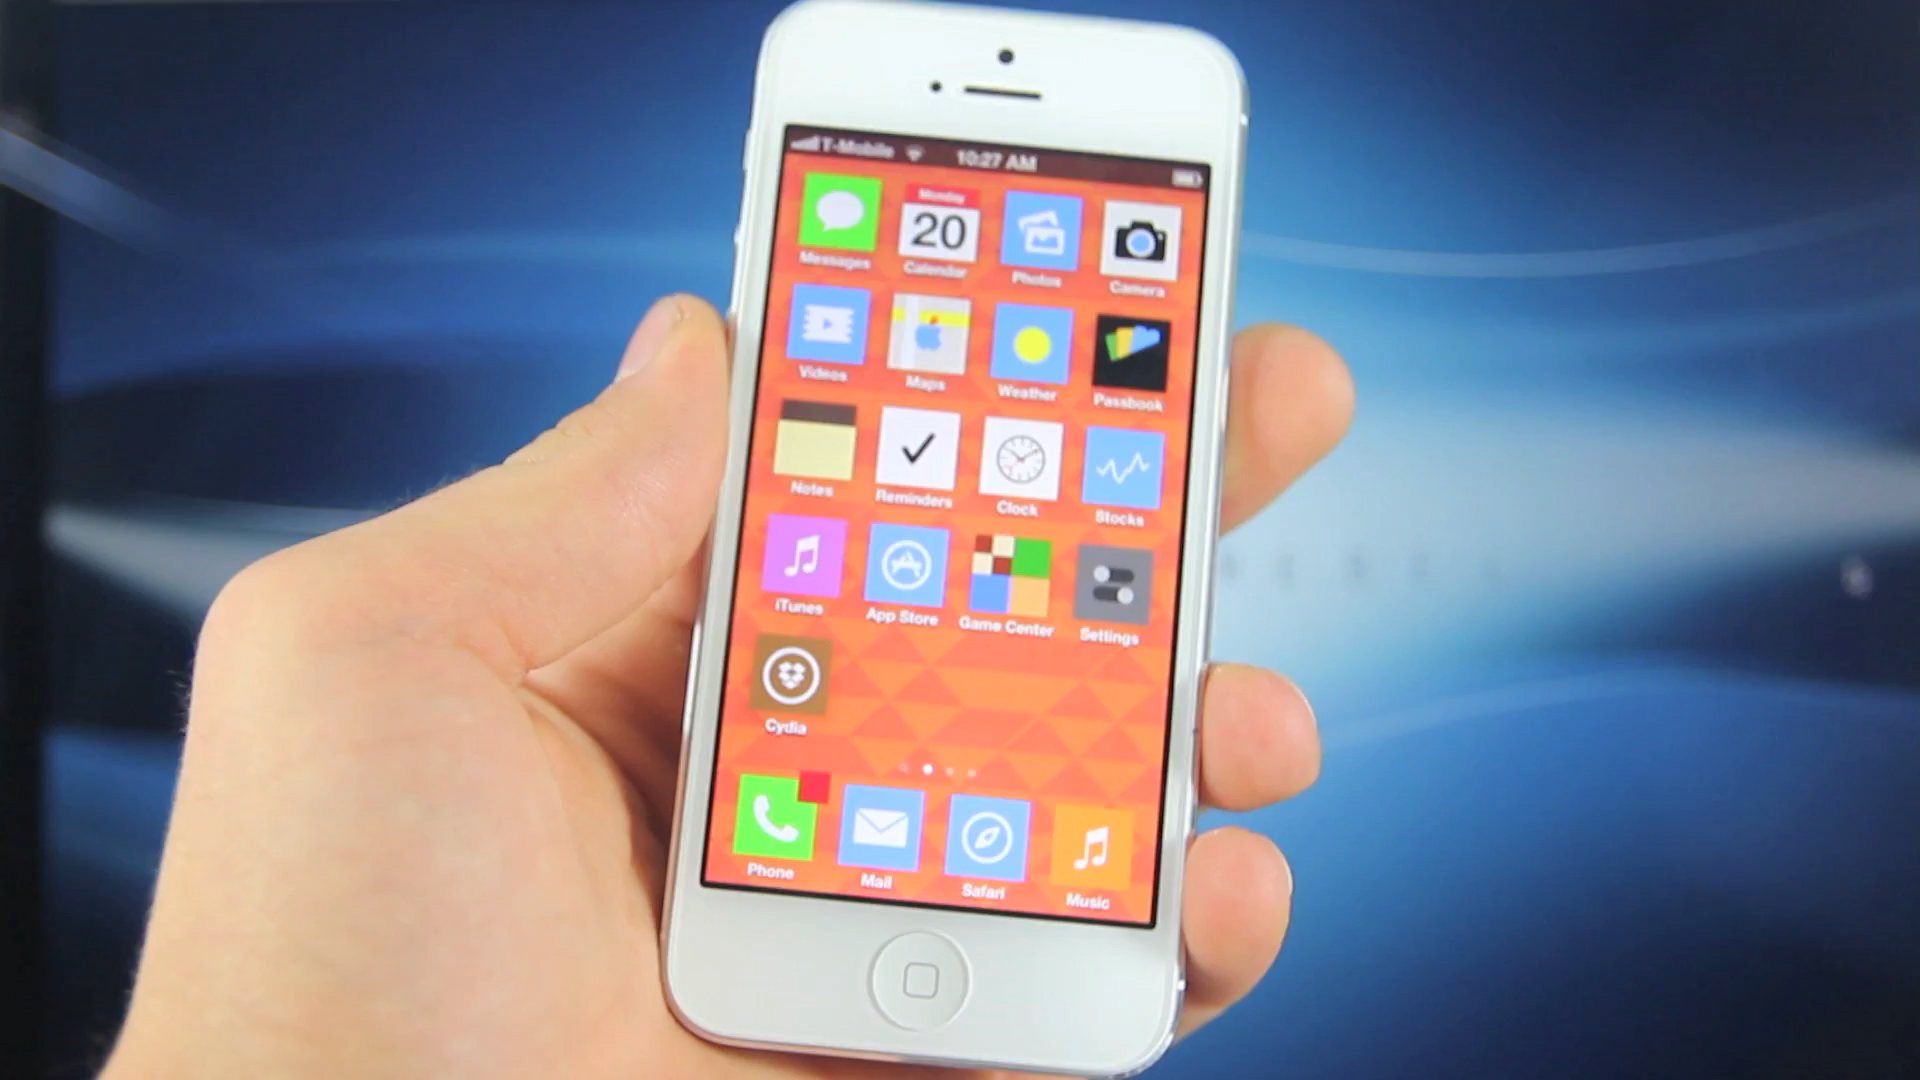 T-Mobile 10:27 AM
Monday
20
Messages Calendar Photos Camera
Videos Maps Weather Passbook
Notes Reminders Clock Stocks
iTunes App Store Game Center Settings
Cydia
Phone Mail Safari Music